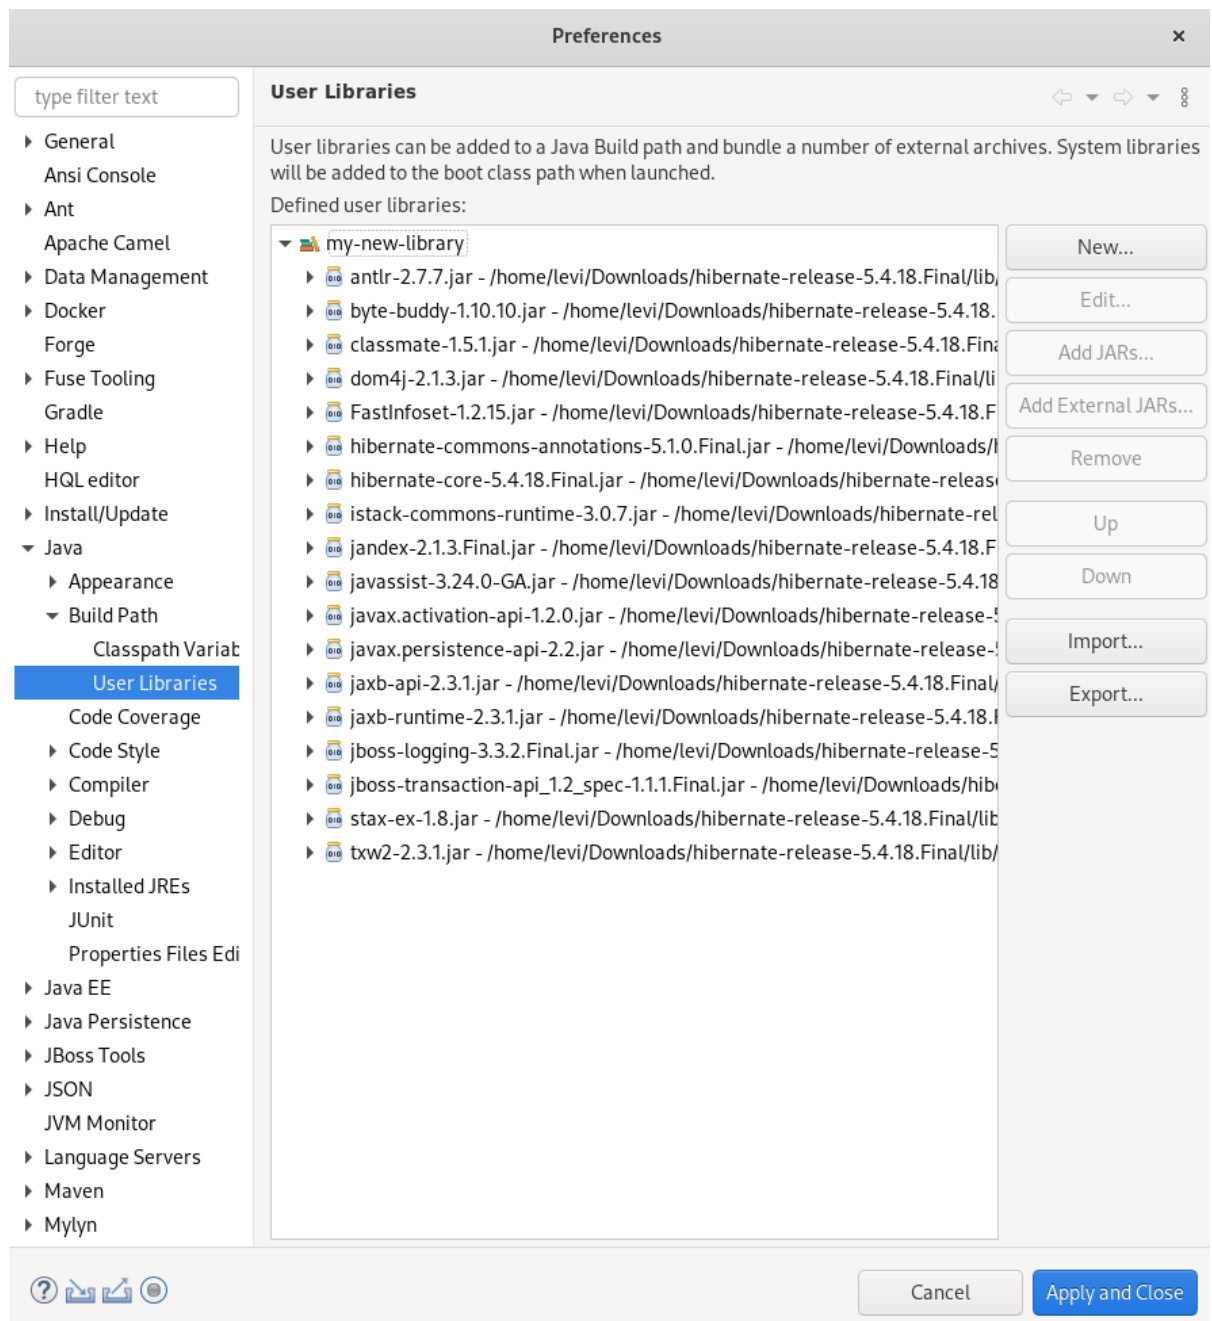 Preferences
type filter text
General
Ansi Console
Ant
Apache Camel
Data Management
Docker
Forge
Fuse Tooling
Gradle
Help
HQL editor
Install/Update
Java
Appearance
Build Path
Classpath Variab
User Libraries
Code Coverage
Code Style
Compiler
Debug
Editor
Installed JREs
JUnit
Properties Files Edi
Java EE
Java Persistence
JBoss Tools
JSON
JVM Monitor
Language Servers
Maven
Mylyn
User Libraries
User libraries can be added to a Java Build path and bundle a number of external archives. System libraries
will be added to the boot class path when launched.
Defined user libraries:
my-new-library
antlr-2.7.7.jar - /home/levi/Downloads/hibernate-release-5.4.18.Final/lib/
byte-buddy-1.10.10.jar - /home/levi/Downloads/hibernate-release-5.4.18.
classmate-1.5.1.jar - /home/levi/Downloads/hibernate-release-5.4.18.Fina
dom4j-2.1.3.jar - /home/levi/Downloads/hibernate-release-5.4.18.Final/li
FastInfoset-1.2.15.jar - /home/levi/Downloads/hibernate-release-5.4.18.F
hibernate-commons-annotations-5.1.0.Final.jar - /home/levi/Downloads/h
hibernate-core-5.4.18.Final.jar - /home/levi/Downloads/hibernate-releas
istack-commons-runtime-3.0.7.jar - /home/levi/Downloads/hibernate-rel
jandex-2.1.3.Final.jar - /home/levi/Downloads/hibernate-release-5.4.18.F
javassist-3.24.0-GA.jar - /home/levi/Downloads/hibernate-release-5.4.18
javax.activation-api-1.2.0.jar - /home/levi/Downloads/hibernate-release-5
javax.persistence-api-2.2.jar - /home/levi/Downloads/hibernate-release-5
jaxb-api-2.3.1.jar - /home/levi/Downloads/hibernate-release-5.4.18.Final/
jaxb-runtime-2.3.1.jar - /home/levi/Downloads/hibernate-release-5.4.18.F
jboss-logging-3.3.2.Final.jar - /home/levi/Downloads/hibernate-release-5
jboss-transaction-api_1.2_spec-1.1.1.Final.jar - /home/levi/Downloads/hibe
stax-ex-1.8.jar - /home/levi/Downloads/hibernate-release-5.4.18.Final/lib
txw2-2.3.1.jar - /home/levi/Downloads/hibernate-release-5.4.18.Final/lib/
New...
Edit...
Add JARs...
Add External JARs...
Remove
Up
Down
Import...
Export...
Cancel
Apply and Close